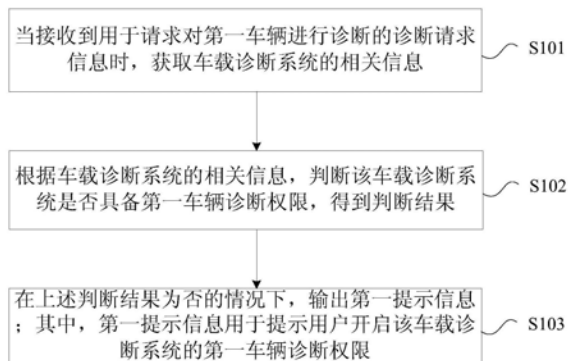 当接收到用于请求对第一车辆进行诊断的诊断请求
信息时，获取车载诊断系统的相关信息
S101
根据车载诊断系统的相关信息，判断该车载诊断系
统是否具备第一车辆诊断权限，得到判断结果
S102
在上述判断结果为否的情况下，输出第一提示信息
；其中，第一提示信息用于提示用户开启该车载诊
断系统的第一车辆诊断权限
S103